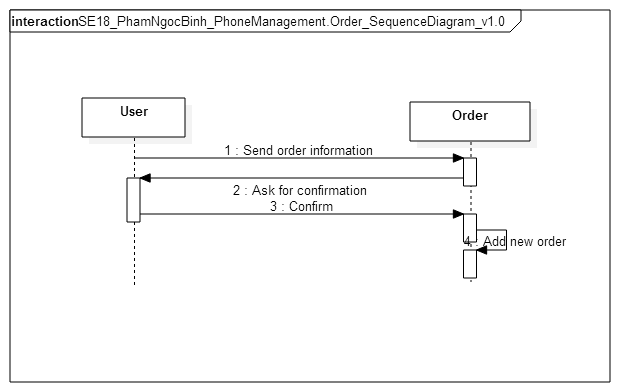 interactionSE18_PhamNgocBinh_PhoneManagement.Order_SequenceDiagram_v1.0
User
Order
1 : Send order information
2 : Ask for confirmation
3 : Confirm
4 : Add new order